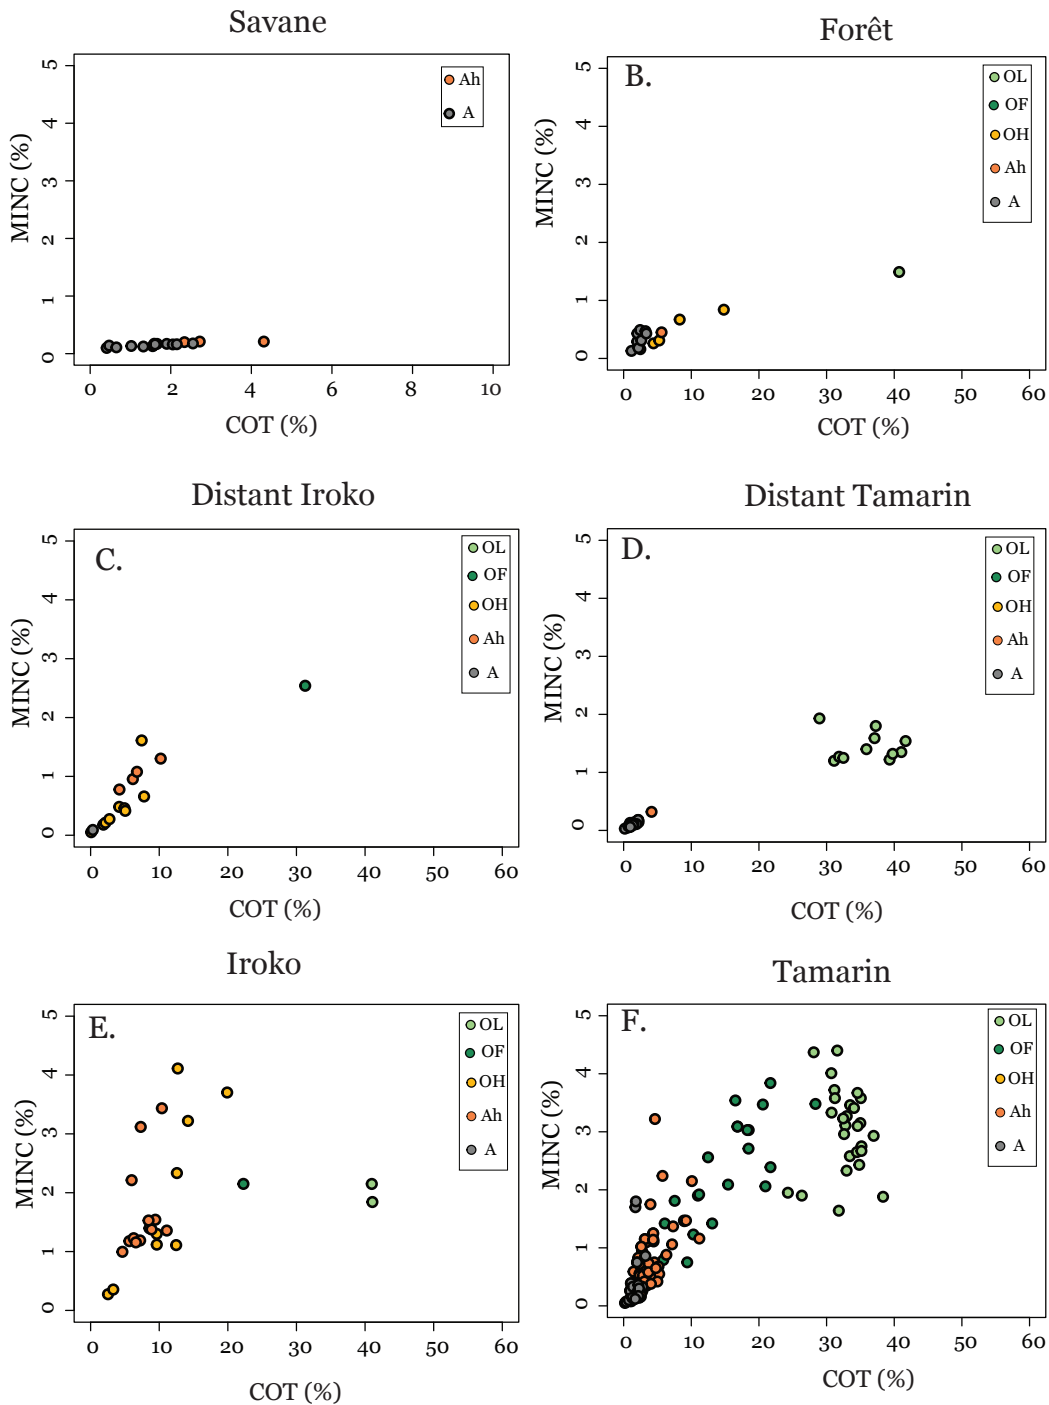 Savane
5
4
3
2
1
0
MINC (%)
Ah
A
0 2 4 6 8 10
COT (%)
Forêt
B.
5
4
3
2
1
0
MINC (%)
OL
OF
OH
Ah
A
0 10 20 30 40 50 60
COT (%)
Distant Iroko
C.
5
4
3
2
1
0
MINC (%)
OL
OF
OH
Ah
A
0 10 20 30 40 50 60
COT (%)
Distant Tamarin
D.
5
4
3
2
1
0
MINC (%)
OL
OF
OH
Ah
A
0 10 20 30 40 50 60
COT (%)
Iroko
E.
5
4
3
2
1
0
MINC (%)
OL
OF
OH
Ah
A
0 10 20 30 40 50 60
COT (%)
Tamarin
F.
5
4
3
2
1
0
MINC (%)
OL
OF
OH
Ah
A
0 10 20 30 40 50 60
COT (%)